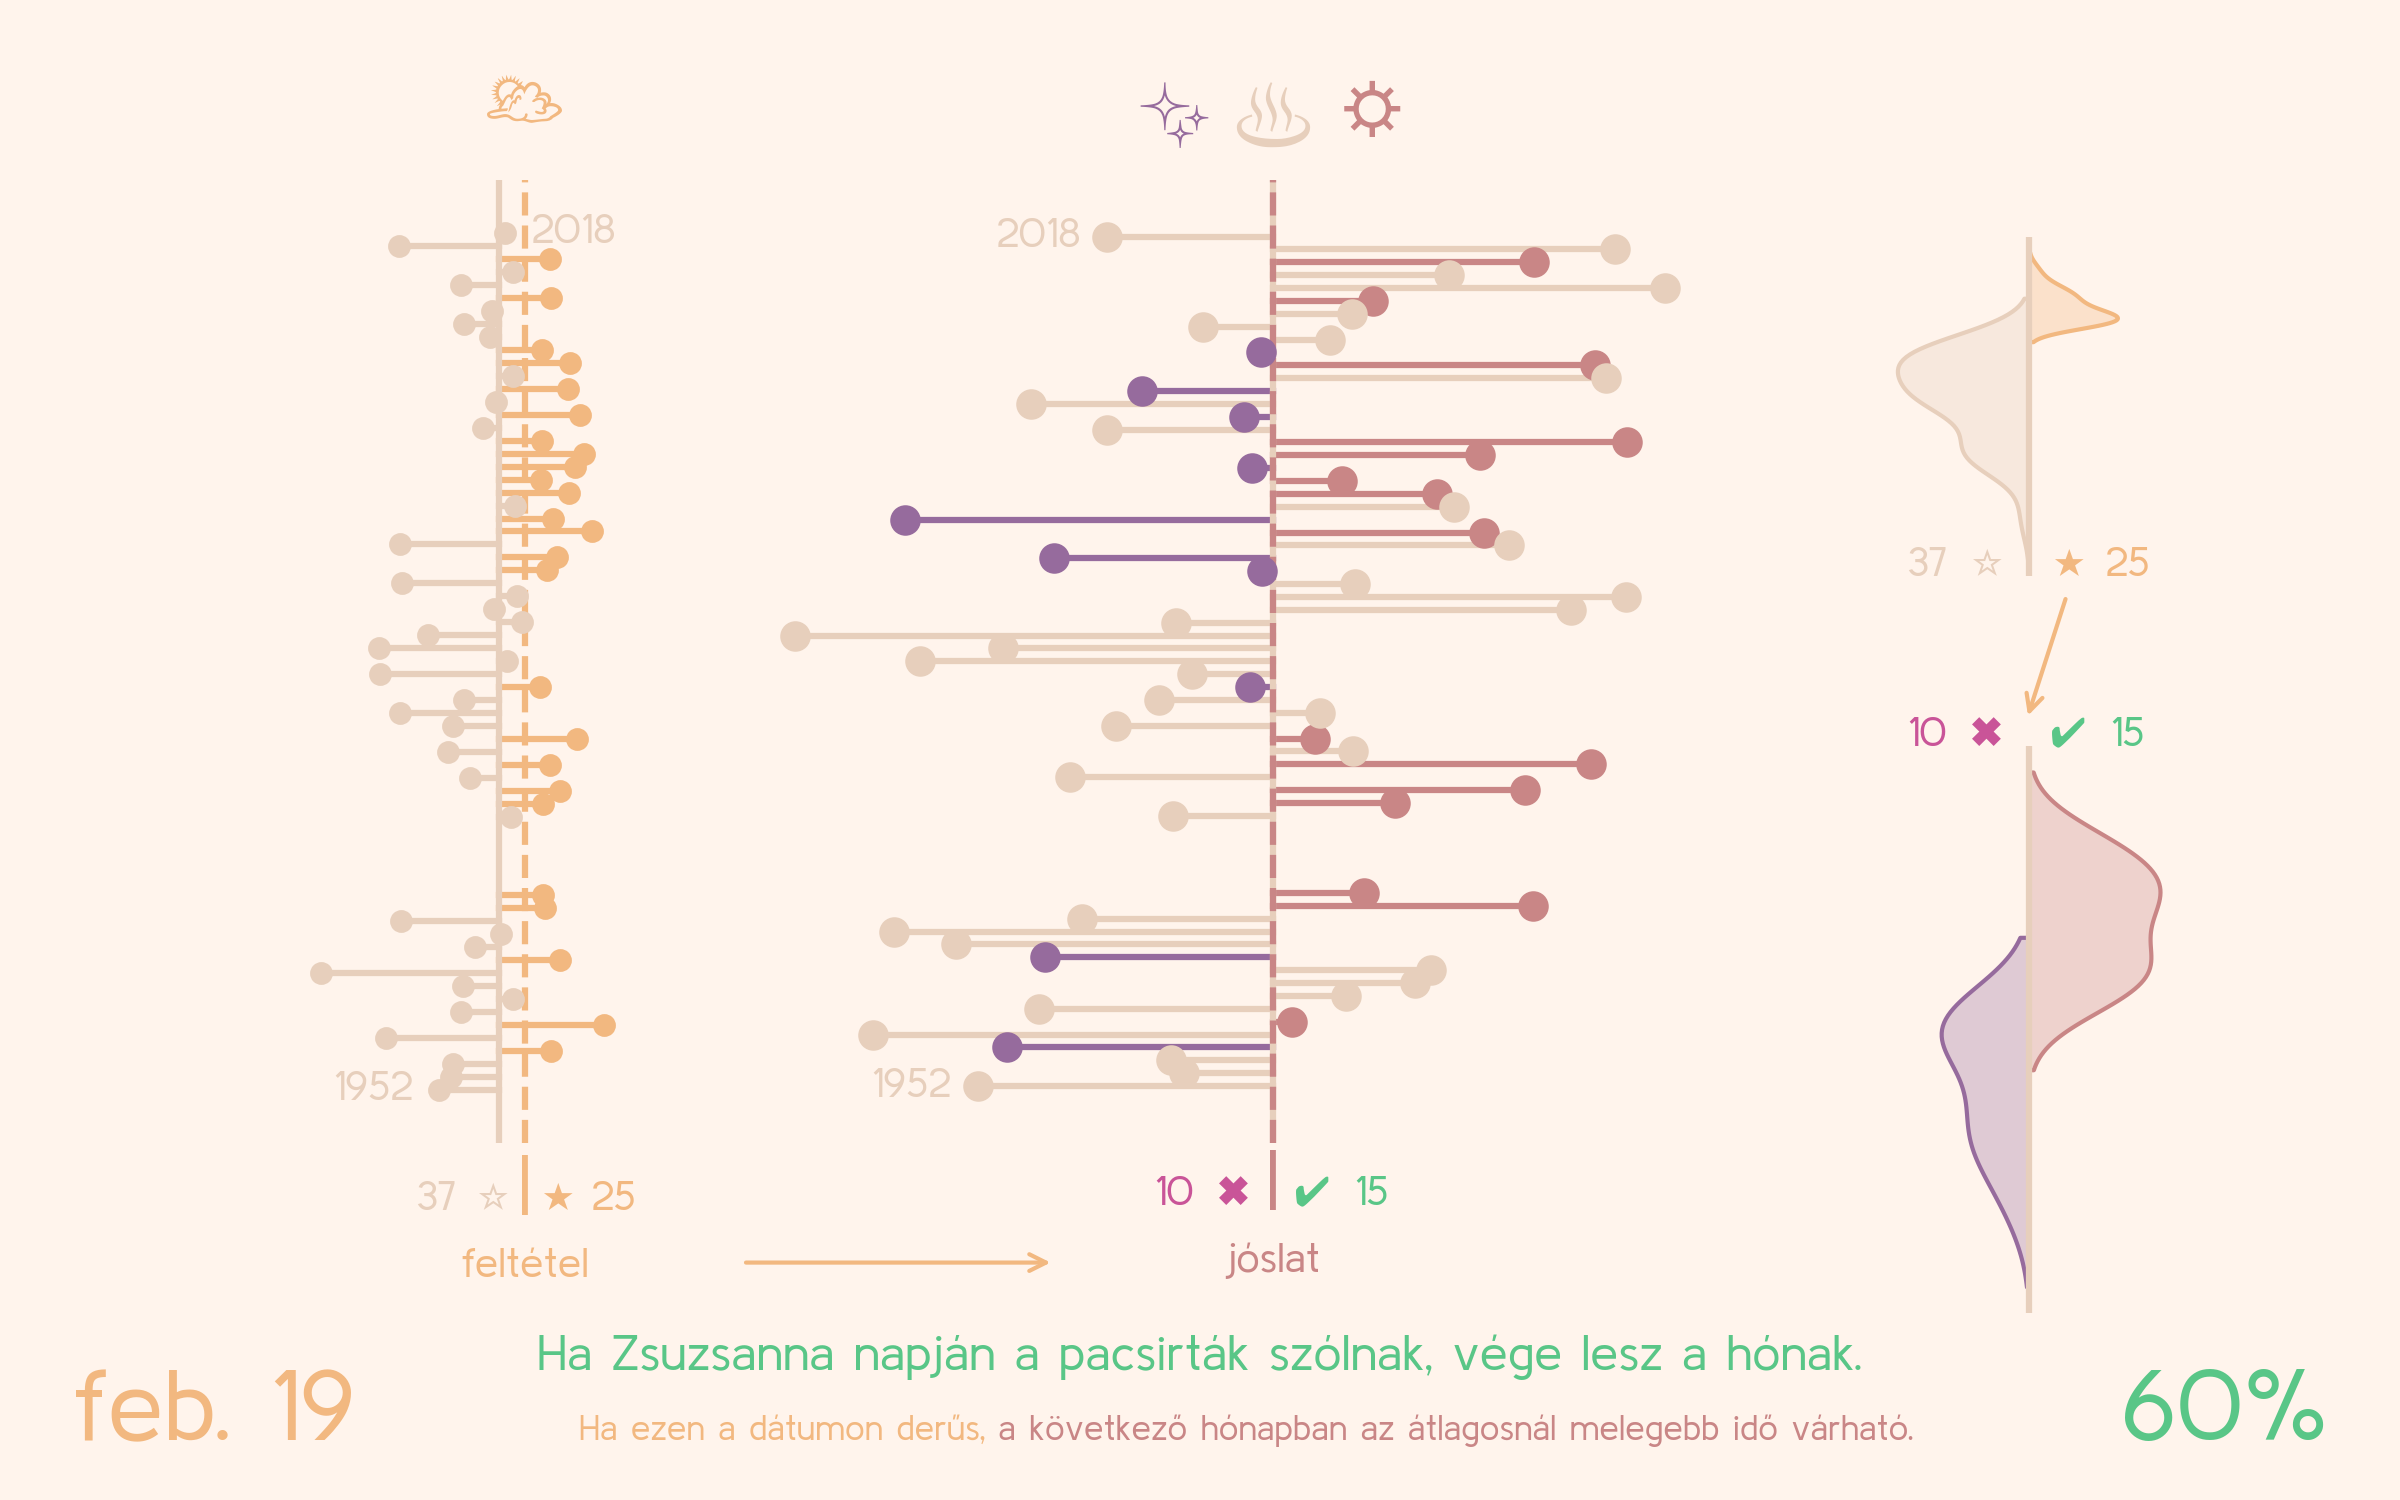 2018
2018
37 ☆ ★ 25
10 ✖ ✔ 15
1952
1952
37 ☆ ★ 25
10 ✖ ✔ 15
feltétel
jóslat
Ha Zsuzsanna napján a pacsirták szólnak, vége lesz a hónak.
feb. 19
60%
Ha ezen a dátumon derűs, a következő hónapban az átlagosnál melegebb idő várható.